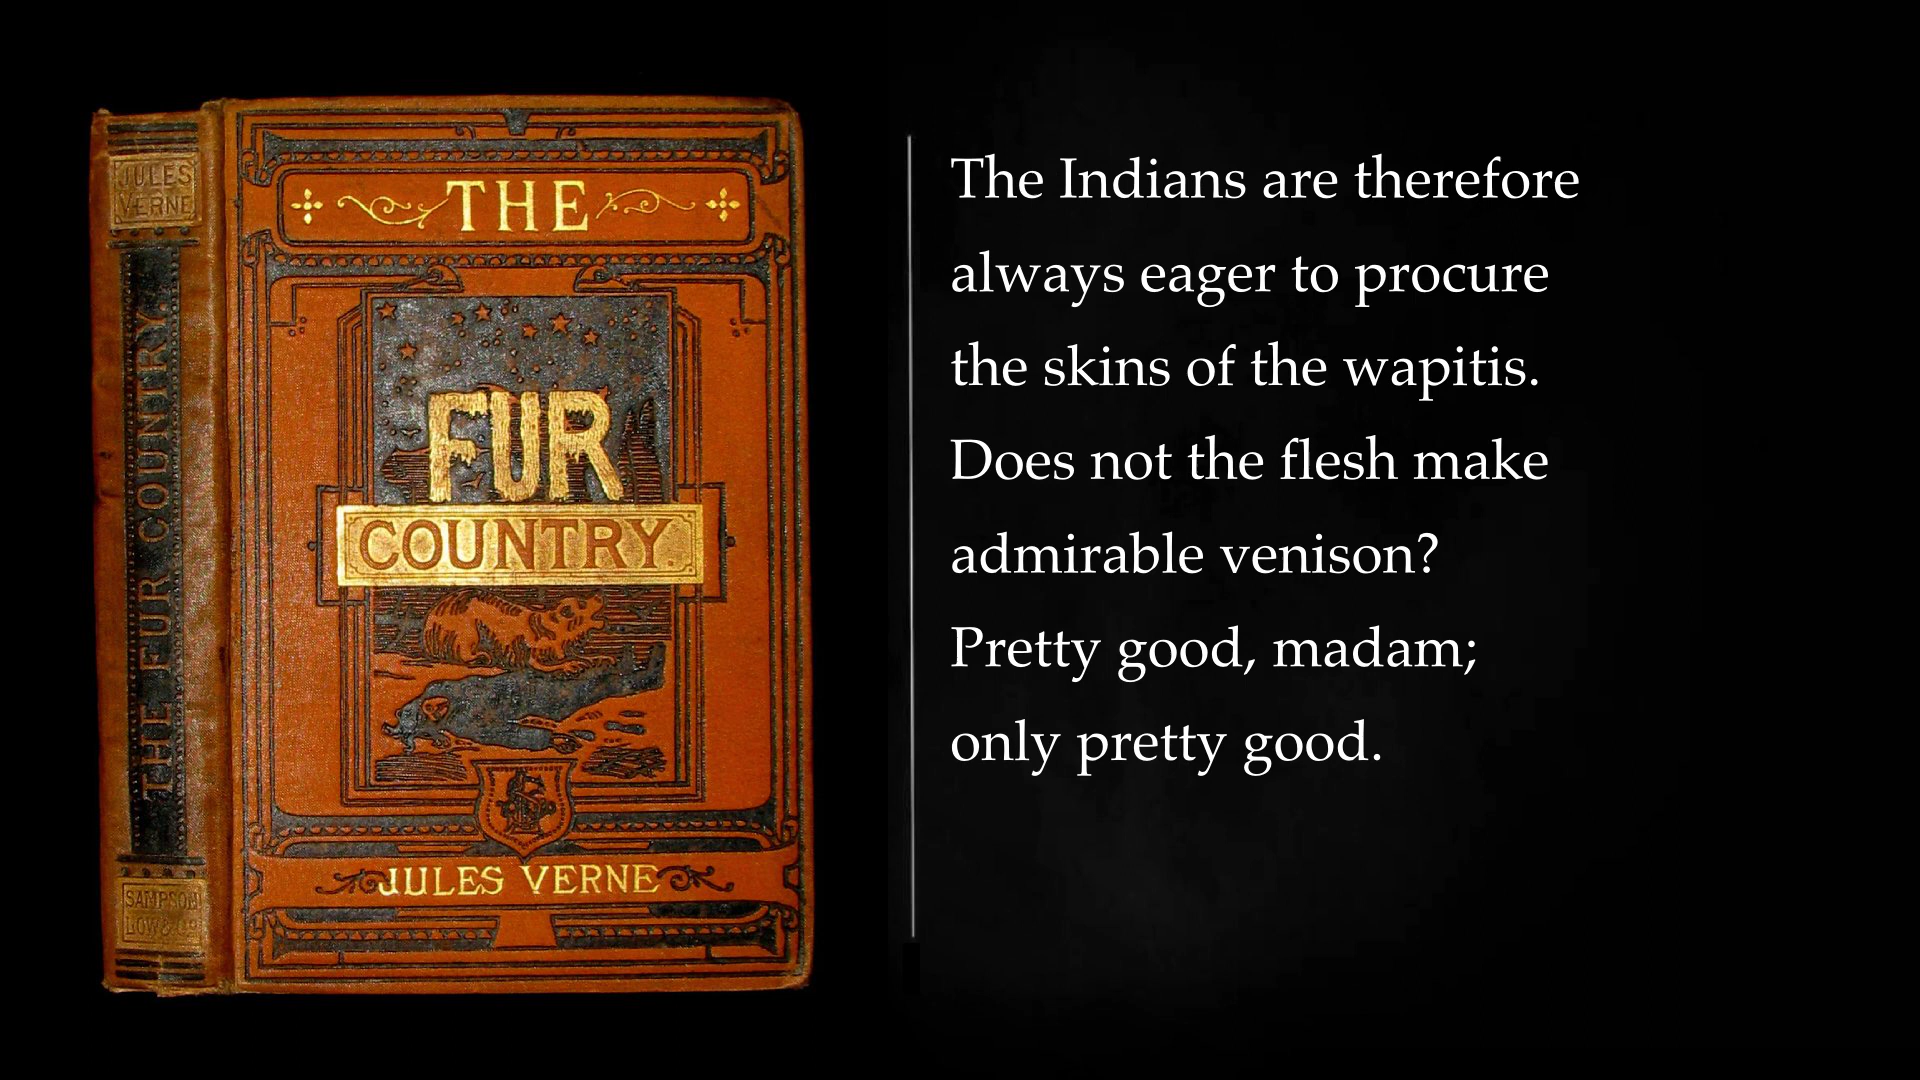 JULES
VERNE
THE FUR COUNTRY.
SAMPSON
LOW & Co
THE
FUR
COUNTRY.
JULES VERNE
The Indians are therefore
always eager to procure
the skins of the wapitis.
Does not the flesh make
admirable venison?
Pretty good, madam;
only pretty good.